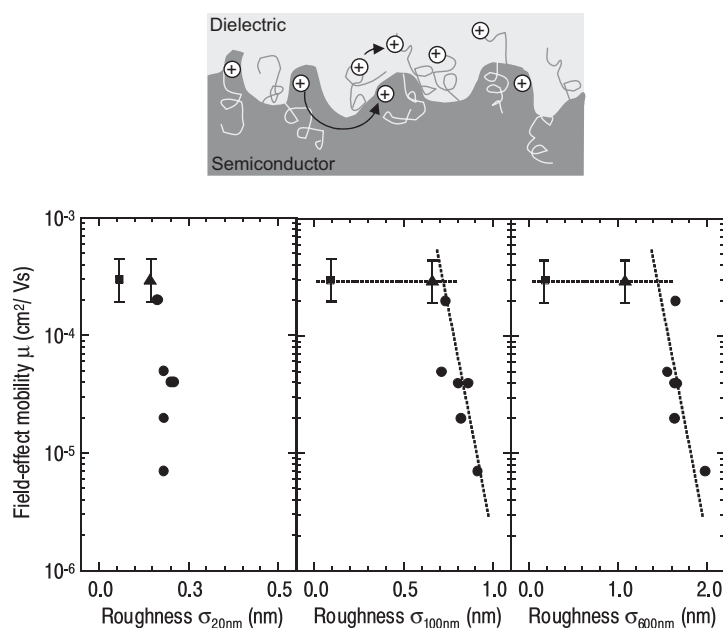 Dielectric
+ + + + + + + +
Semiconductor
Field-effect mobility μ (cm²/ Vs)
10⁻³
10⁻⁴
10⁻⁵
10⁻⁶
0.0 0.5 0.0 0.5 1.0 0.0 1.0 2.0
Roughness σ20nm (nm) Roughness σ100nm (nm) Roughness σ600nm (nm)